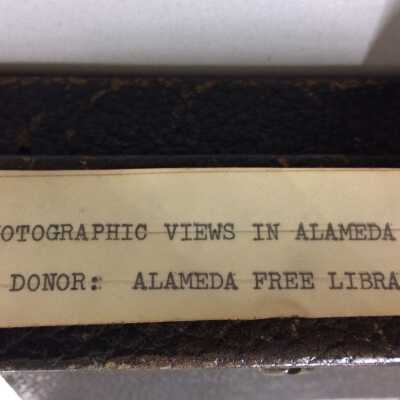 OTOGRAPHIC VIEWS IN ALAMEDA
DONOR: ALAMEDA FREE LIBRA